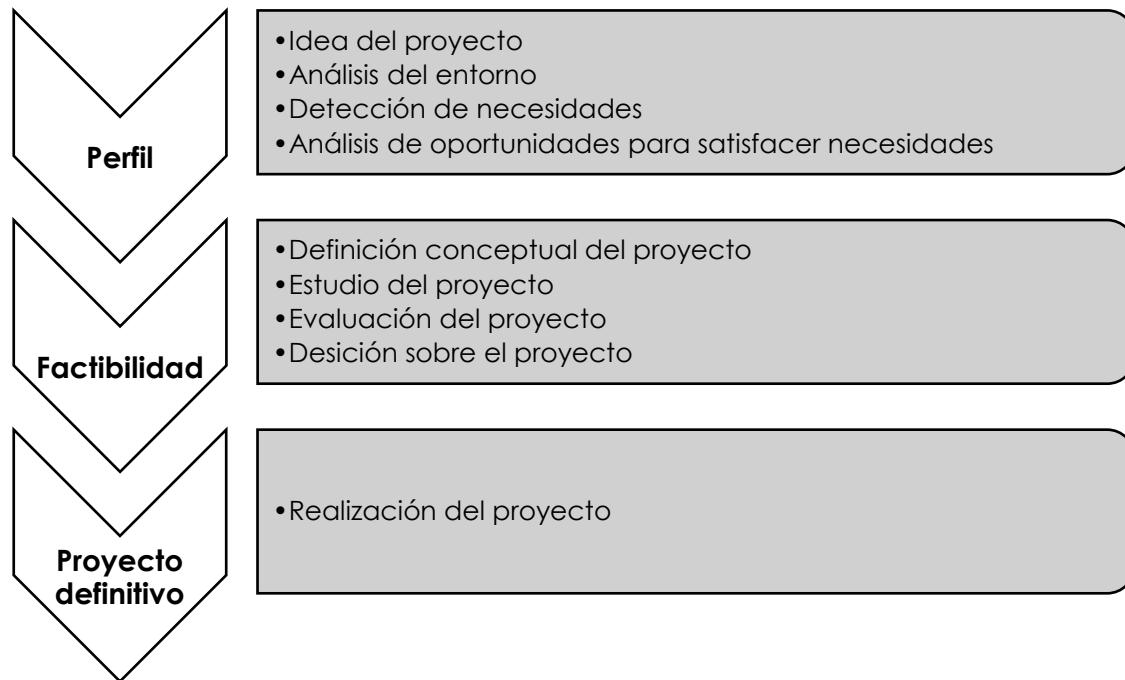 Perfil
•Idea del proyecto
•Análisis del entorno
•Detección de necesidades
•Análisis de oportunidades para satisfacer necesidades
Factibilidad
•Definición conceptual del proyecto
•Estudio del proyecto
•Evaluación del proyecto
•Desición sobre el proyecto
Proyecto
definitivo
•Realización del proyecto